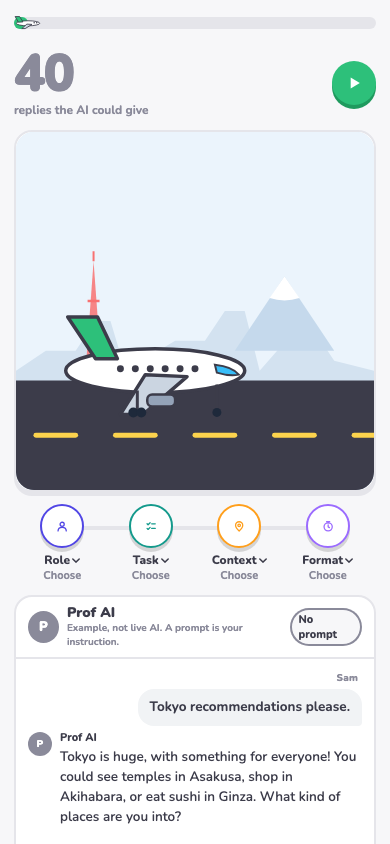 40
replies the AI could give
Role
Task
Context
Format
Choose
Choose
Choose
Choose
P
Prof AI
Example, not live AI. A prompt is your
instruction.
No
prompt
Sam
Tokyo recommendations please.
P
Prof AI
Tokyo is huge, with something for everyone! You
could see temples in Asakusa, shop in
Akihabara, or eat sushi in Ginza. What kind of
places are you into?